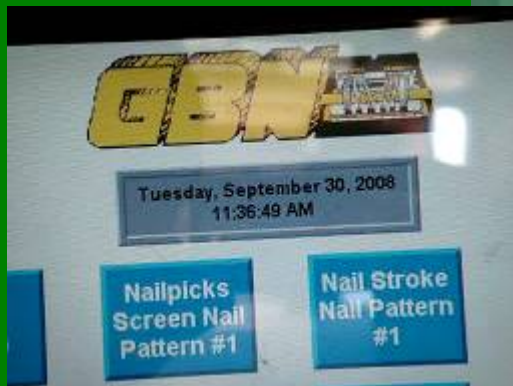 GBN
Tuesday, September 30, 2008
11:36:49 AM
Nailpicks
Screen Nail
Pattern #1
Nail Stroke
Nail Pattern
#1